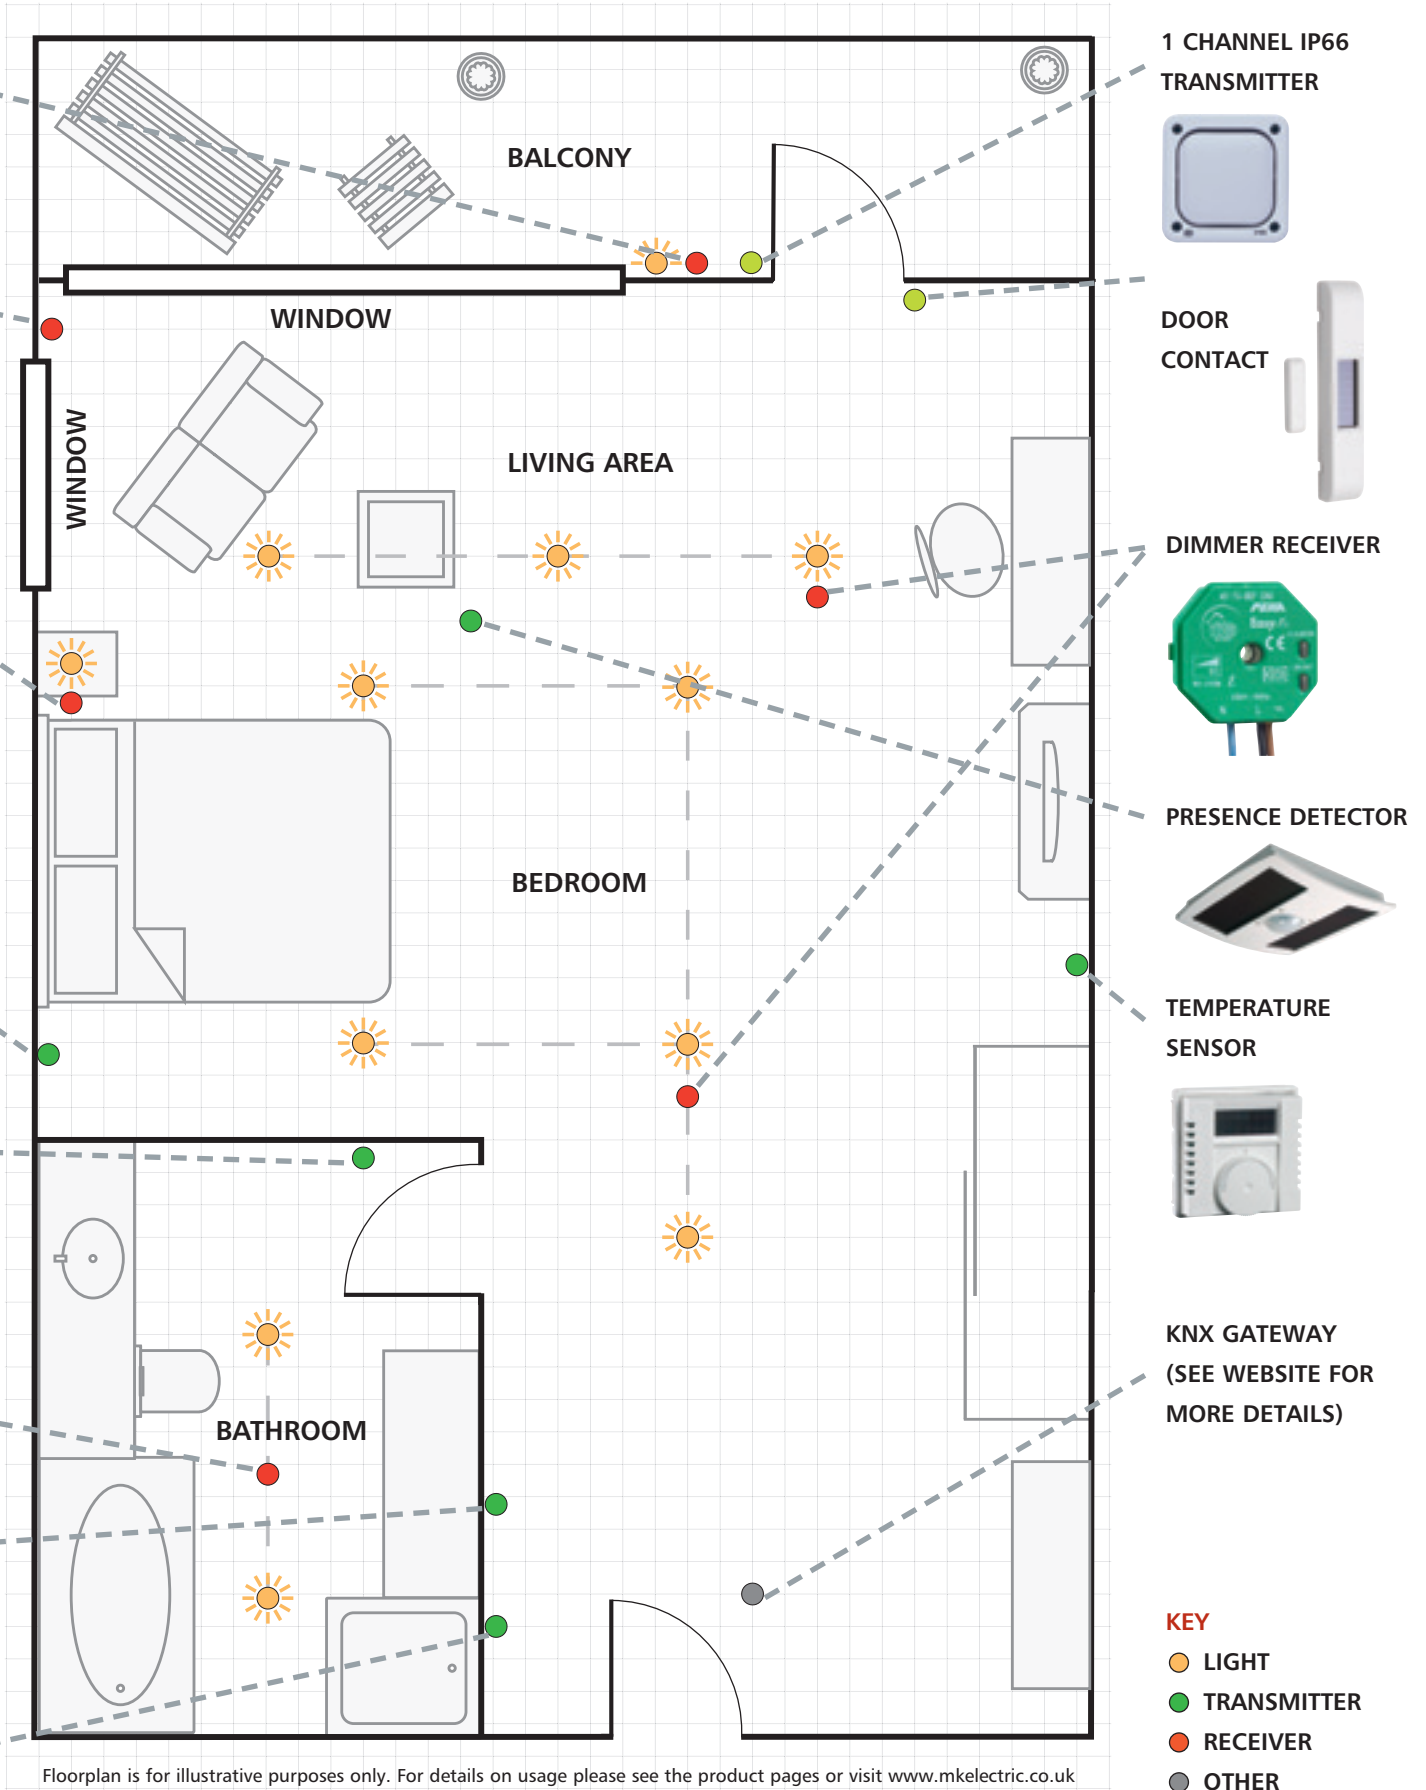 1 CHANNEL IP66
TRANSMITTER
BALCONY
WINDOW
DOOR
CONTACT
WINDOW
LIVING AREA
DIMMER RECEIVER
PRESENCE DETECTOR
BEDROOM
TEMPERATURE
SENSOR
KNX GATEWAY
(SEE WEBSITE FOR
MORE DETAILS)
BATHROOM
KEY
LIGHT
TRANSMITTER
RECEIVER
OTHER
Floorplan is for illustrative purposes only. For details on usage please see the product pages or visit www.mkelectric.co.uk